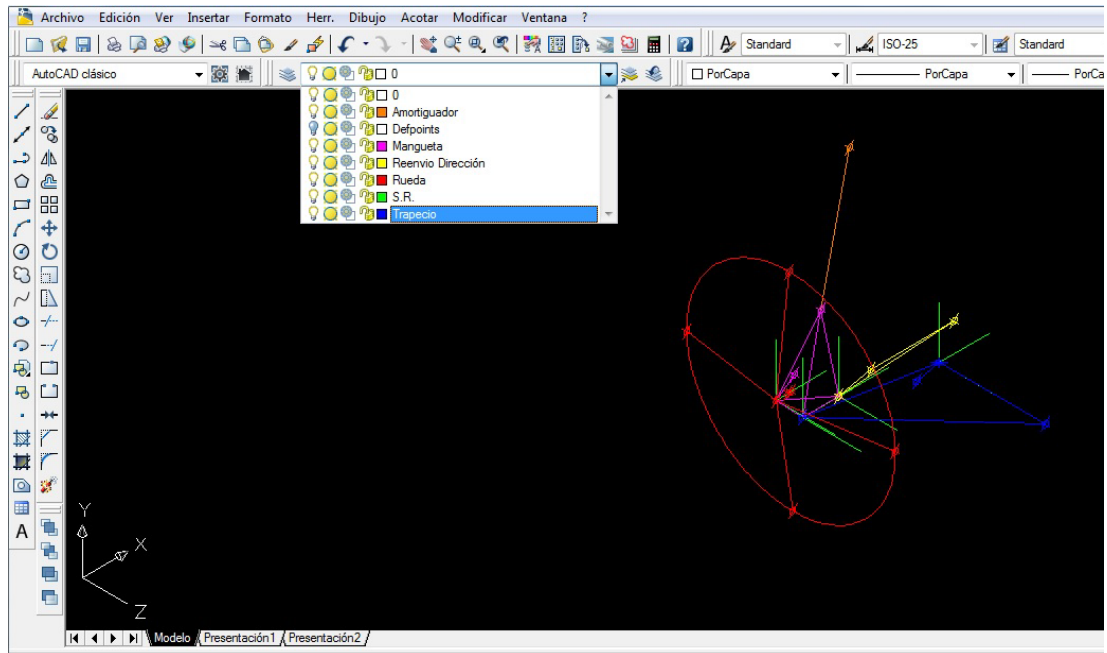 Archivo Edición Ver Insertar Formato Herr. Dibujo Acotar Modificar Ventana ?
Standard ISO-25 Standard
AutoCAD clásico 0 PorCapa PorCapa PorCa
0
Amortiguador
Defpoints
Mangueta
Reenvio Dirección
Rueda
S.R.
Trapecio
A
Y
X
Z
Modelo Presentación1 Presentación2